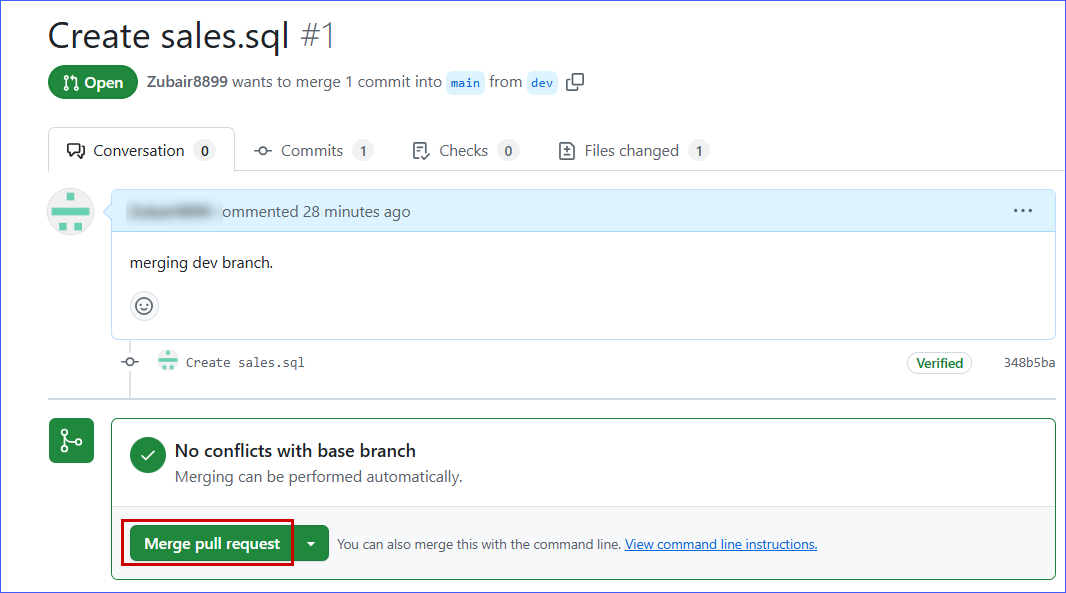 Create sales.sql #1
Open Zubair8899 wants to merge 1 commit into main from dev
Conversation 0 Commits 1 Checks 0 Files changed 1
ommented 28 minutes ago
merging dev branch.
Create sales.sql Verified 348b5ba
No conflicts with base branch
Merging can be performed automatically.
Merge pull request You can also merge this with the command line. View command line instructions.